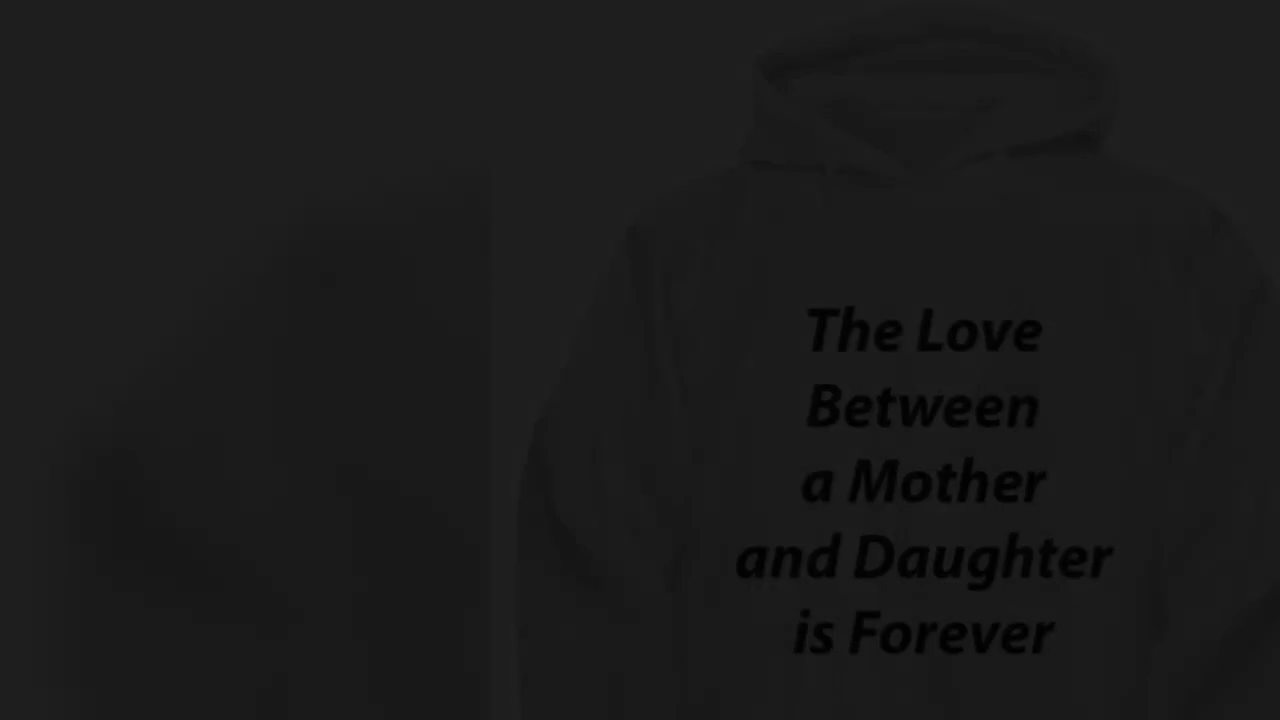 The Love
Between
a Mother
and Daughter
is Forever